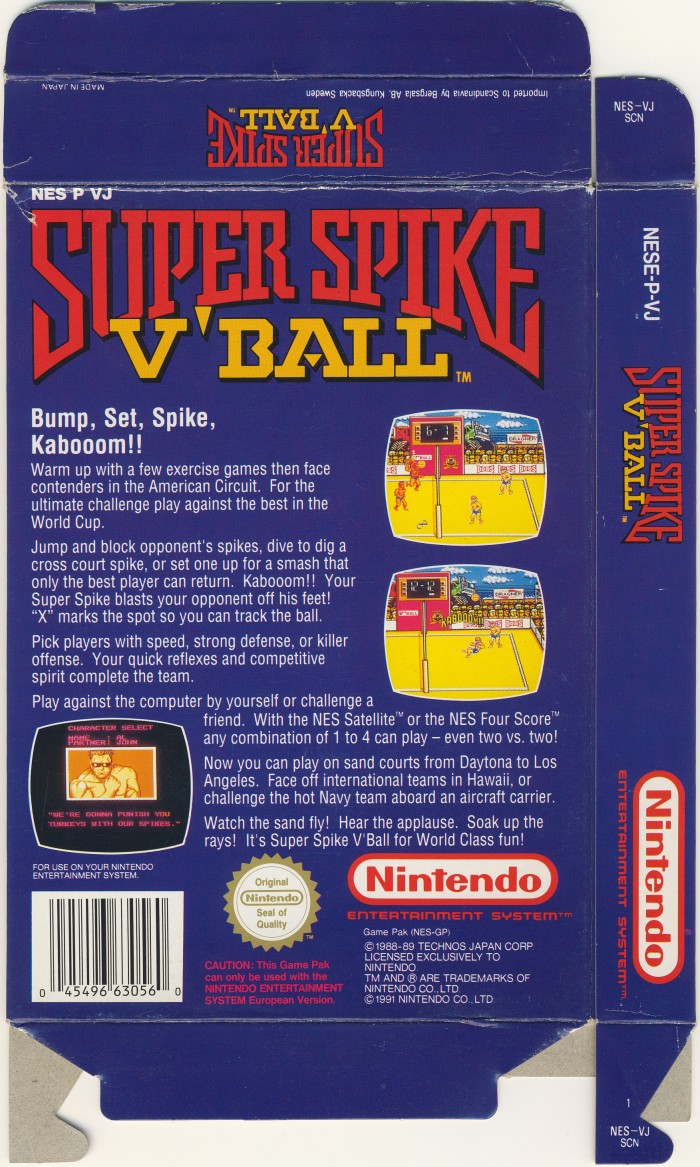 MADE IN JAPAN
Imported to Scandinavia by Bergsala AB, Kungsbacka Sweden
SUPER SPIKE
V'BALL™
NES-VJ
SCN
NES P VJ
SUPER SPIKE
V'BALL™
NESE-P-VJ
SUPER SPIKE
V'BALL™
Bump, Set, Spike,
Kabooom!!
Warm up with a few exercise games then face
contenders in the American Circuit. For the
ultimate challenge play against the best in the
World Cup.
Jump and block opponent's spikes, dive to dig a
cross court spike, or set one up for a smash that
only the best player can return. Kabooom!! Your
Super Spike blasts your opponent off his feet!
“X” marks the spot so you can track the ball.
Pick players with speed, strong defense, or killer
offense. Your quick reflexes and competitive
spirit complete the team.
Play against the computer by yourself or challenge a
friend. With the NES Satellite™ or the NES Four Score™
any combination of 1 to 4 can play – even two vs. two!
Now you can play on sand courts from Daytona to Los
Angeles. Face off international teams in Hawaii, or
challenge the hot Navy team aboard an aircraft carrier.
Watch the sand fly! Hear the applause. Soak up the
rays! It's Super Spike V'Ball for World Class fun!
6-1
V'BALL
DRAGNER
12-12
V'BALL
DRAGNER
KABOOOM!!
CHARACTER SELECT
NAME: AL
PARTNER: JOHN
"WE'RE GONNA PUNISH YOU
TURKEYS WITH OUR SPIKES."
FOR USE ON YOUR NINTENDO
ENTERTAINMENT SYSTEM.
0 45496 63056 0
Original
Nintendo
Seal of
Quality
™
CAUTION: This Game Pak
can only be used with the
NINTENDO ENTERTAINMENT
SYSTEM European Version.
Nintendo
ENTERTAINMENT SYSTEM™
Game Pak (NES-GP)
©1988-89 TECHNOS JAPAN CORP.
LICENSED EXCLUSIVELY TO
NINTENDO.
TM AND ® ARE TRADEMARKS OF
NINTENDO CO., LTD.
©1991 NINTENDO CO., LTD.
Nintendo®
ENTERTAINMENT SYSTEM™
1
NES-VJ
SCN